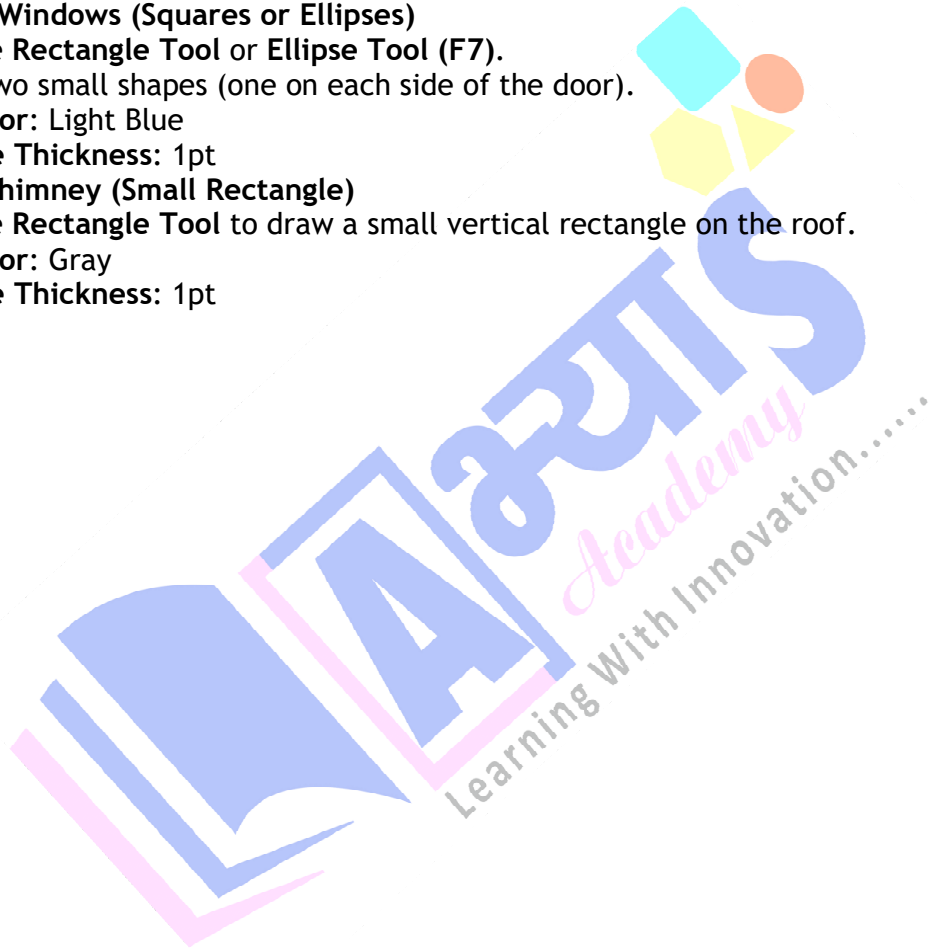 Windows (Squares or Ellipses)
e Rectangle Tool or Ellipse Tool (F7).
wo small shapes (one on each side of the door).
or: Light Blue
e Thickness: 1pt
himney (Small Rectangle)
e Rectangle Tool to draw a small vertical rectangle on the roof.
or: Gray
e Thickness: 1pt
Aभ्याS
Academy
Learning With Innovation......